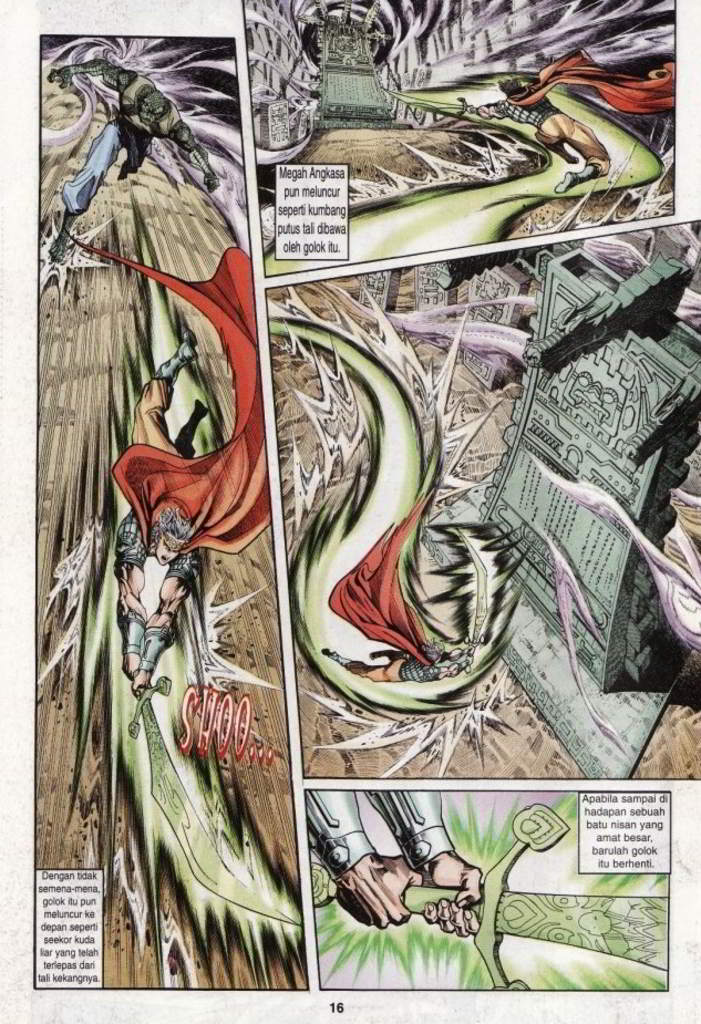 Dengan tidak
semena-mena,
golok itu pun
meluncur ke
depan seperti
seekor kuda
liar yang telah
terlepas dari
tali kekangnya.
SHOO...
Megah Angkasa
pun meluncur
seperti kumbang
putus tali dibawa
oleh golok itu.
Apabila sampai di
hadapan sebuah
batu nisan yang
amat besar,
barulah golok
itu berhenti.
16